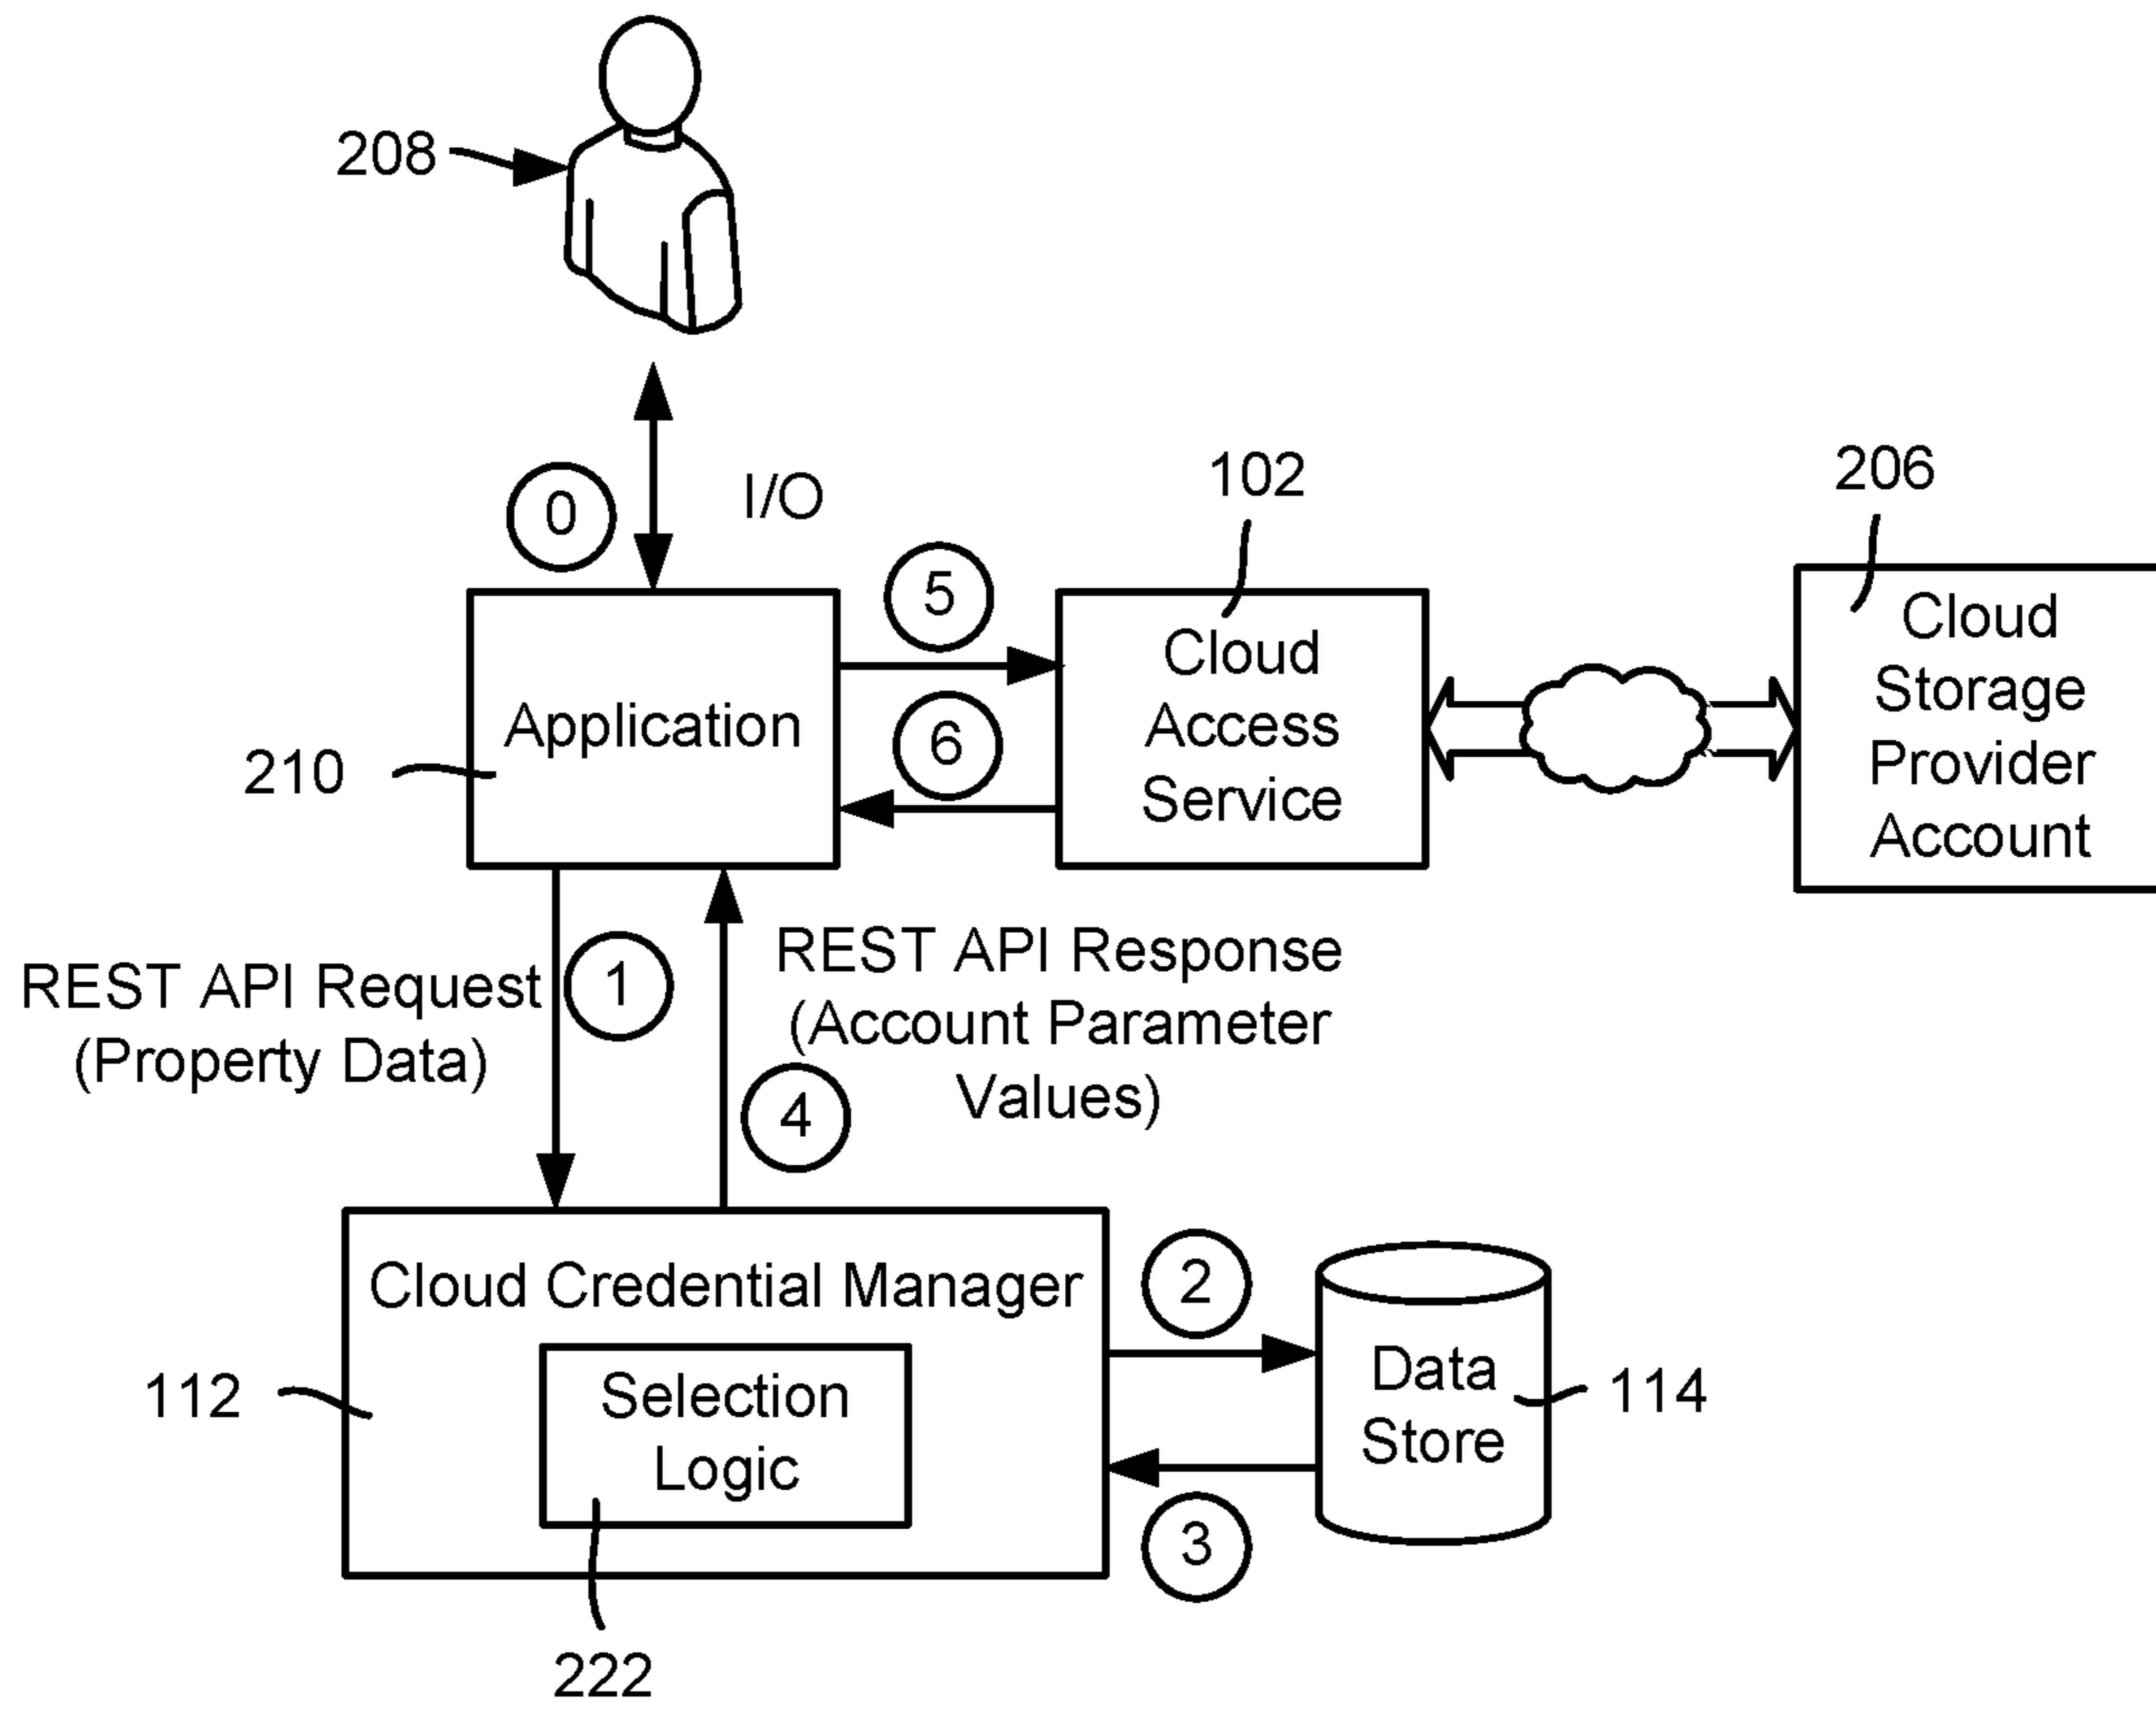 208
0
I/O
102
206
5
Cloud
Access
Service
Cloud
Storage
Provider
Account
Application
6
210
REST API Request
(Property Data)
1
REST API Response
(Account Parameter
Values)
4
Cloud Credential Manager
2
Selection
Logic
112
Data
Store
114
3
222